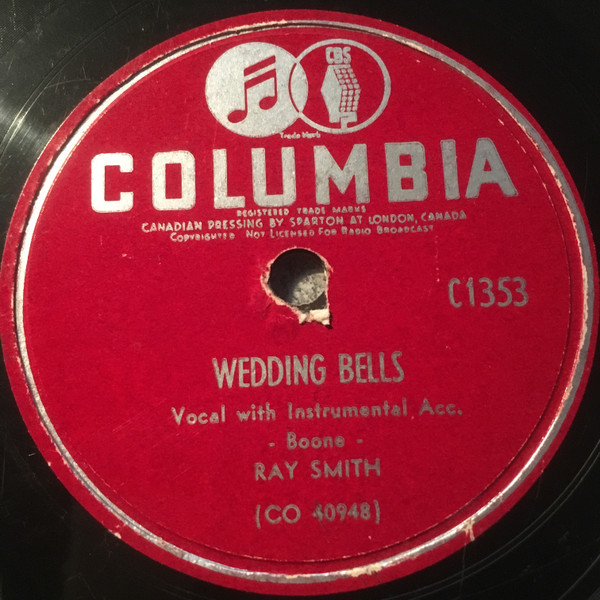 CBS
Trade Mark
COLUMBIA
REGISTERED TRADE MARKS
CANADIAN PRESSING BY SPARTON AT LONDON, CANADA
COPYRIGHTED NOT LICENSED FOR RADIO BROADCAST
C1353
WEDDING BELLS
Vocal with Instrumental Acc.
- Boone -
RAY SMITH
(CO 40948)